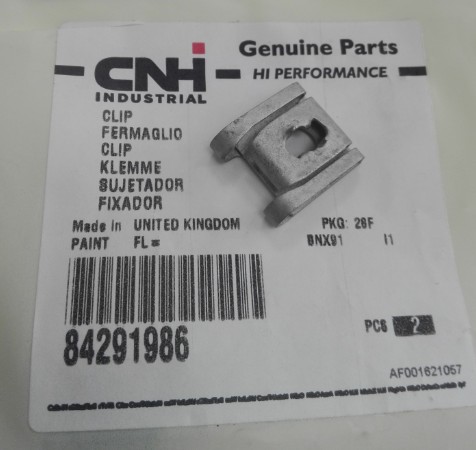 CNH
INDUSTRIAL
Genuine Parts
HI PERFORMANCE
CLIP
FERMAGLIO
CLIP
KLEMME
SUJETADOR
FIXADOR
Made in UNITED KINGDOM PKG: 28F
PAINT FL= BNX91 I1
84291986
PCS 2
AF001621057